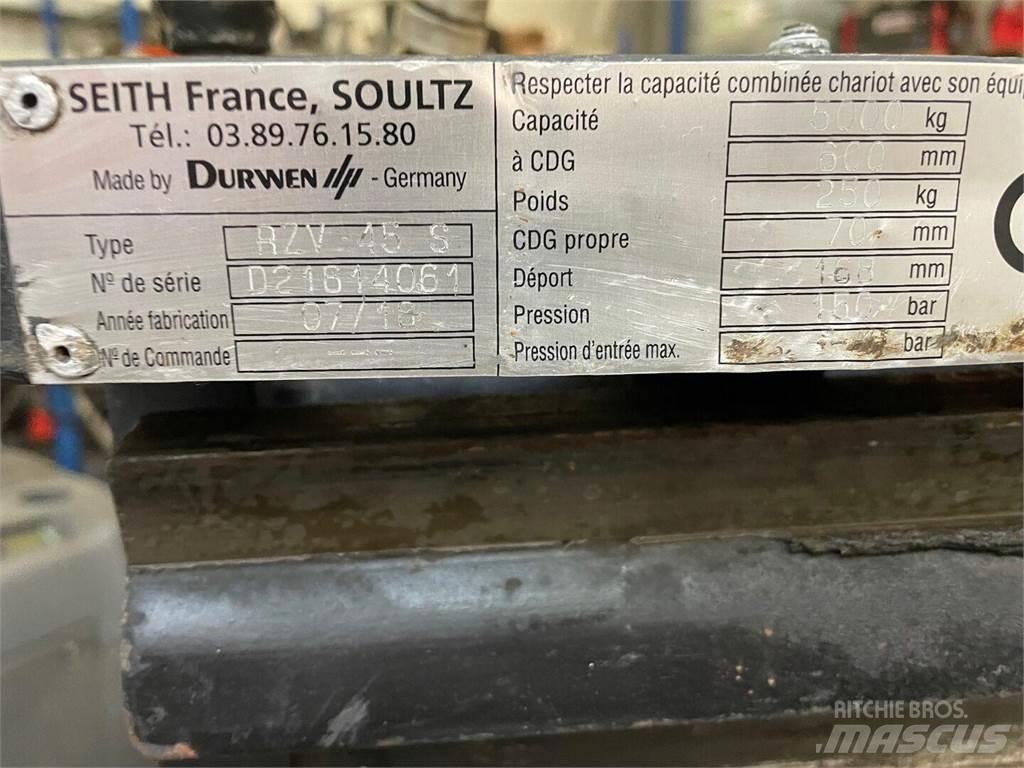 SEITH France, SOULTZ
Tél.: 03.89.76.15.80
Made by DURWEN - Germany
Type RZV-45 S
Nº de série D21614061
Année fabrication 07/18
Nº de Commande ---
Respecter la capacité combinée chariot avec son équi
Capacité 5000 kg
à CDG 600 mm
Poids 250 kg
CDG propre 70 mm
Déport 168 mm
Pression bar
Pression d'entrée max. bar
RITCHIE BROS.
MASCUS